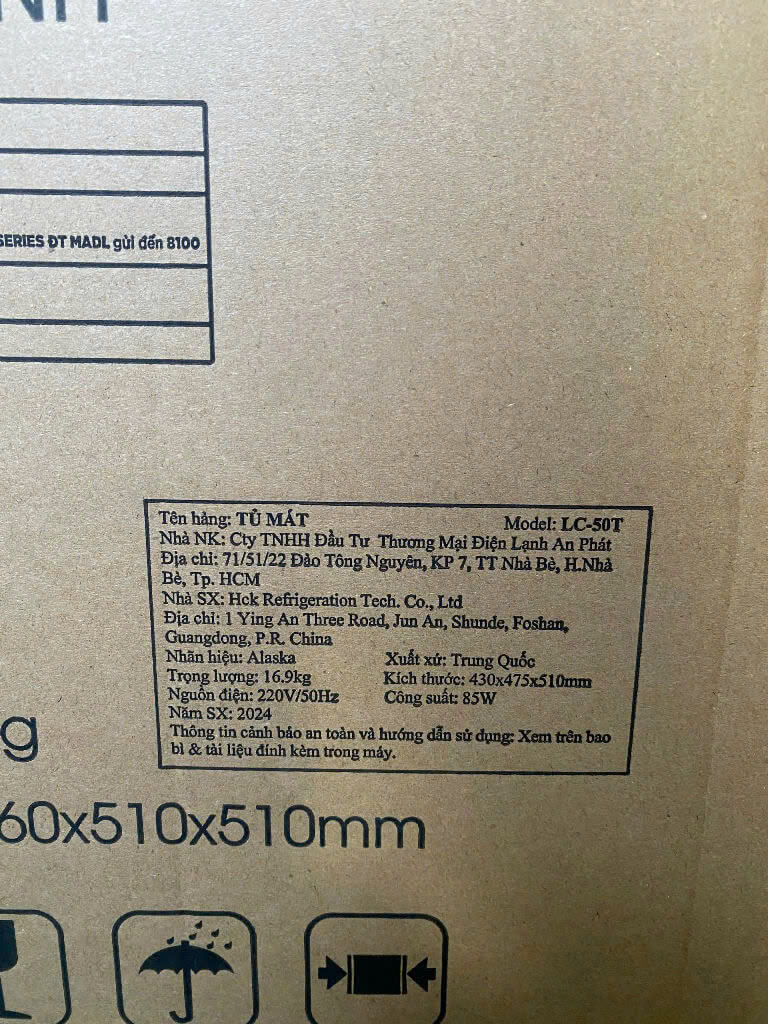 SERIES ĐT MADL gửi đến 8100
Tên hàng: TỦ MÁT Model: LC-50T
Nhà NK: Cty TNHH Đầu Tư Thương Mại Điện Lạnh An Phát
Địa chỉ: 71/51/22 Đào Tông Nguyên, KP 7, TT Nhà Bè, H.Nhà
Bè, Tp. HCM
Nhà SX: Hck Refrigeration Tech. Co., Ltd
Địa chỉ: 1 Ying An Three Road, Jun An, Shunde, Foshan,
Guangdong, P.R. China
Nhãn hiệu: Alaska Xuất xứ: Trung Quốc
Trọng lượng: 16.9kg Kích thước: 430x475x510mm
Nguồn điện: 220V/50Hz Công suất: 85W
Năm SX: 2024
Thông tin cảnh báo an toàn và hướng dẫn sử dụng: Xem trên bao
bì & tài liệu đính kèm trong máy.
g
60x510x510mm